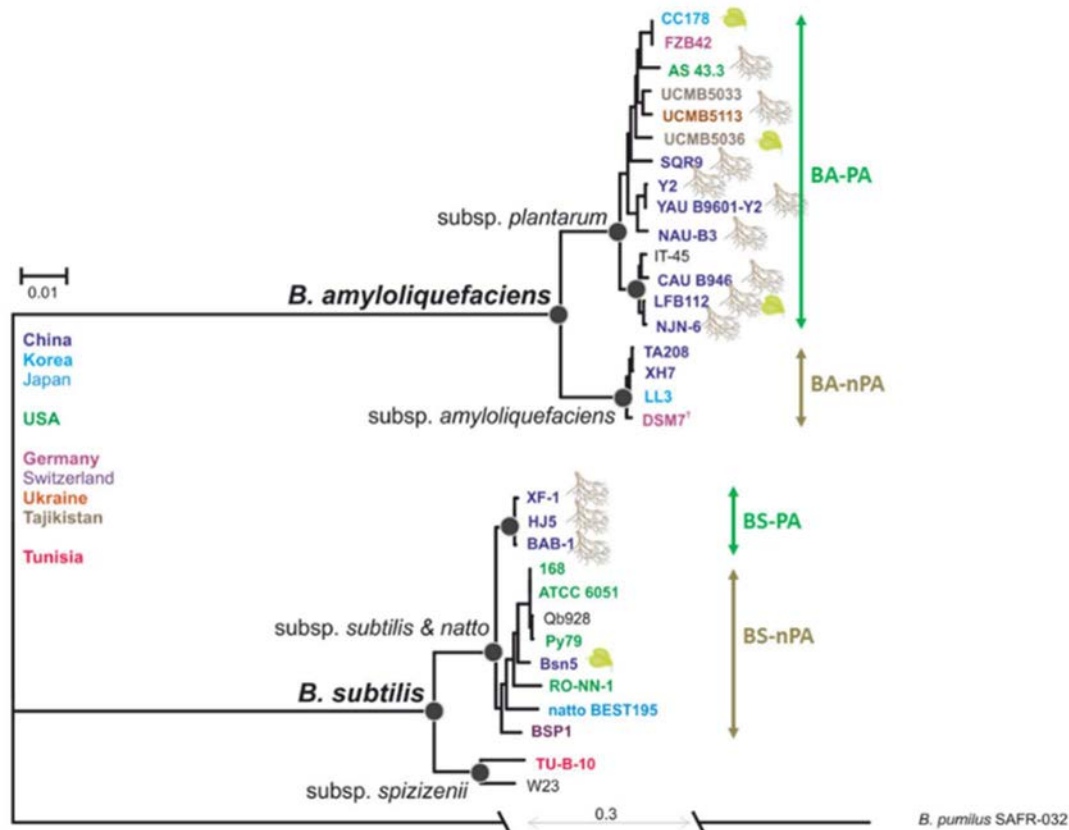 CC178
FZB42
AS 43.3
UCMB5033
UCMB5113
UCMB5036
SQR9
Y2
YAU B9601-Y2
NAU-B3
IT-45
CAU B946
LFB112
NJN-6
BA-PA
subsp. plantarum
0.01
B. amyloliquefaciens
TA208
XH7
LL3
DSM7ᵀ
BA-nPA
subsp. amyloliquefaciens
China
Korea
Japan
USA
Germany
Switzerland
Ukraine
Tajikistan
Tunisia
XF-1
HJ5
BAB-1
BS-PA
168
ATCC 6051
Qb928
Py79
Bsn5
RO-NN-1
natto BEST195
BSP1
BS-nPA
subsp. subtilis & natto
B. subtilis
TU-B-10
W23
subsp. spizizenii
0.3
B. pumilus SAFR-032